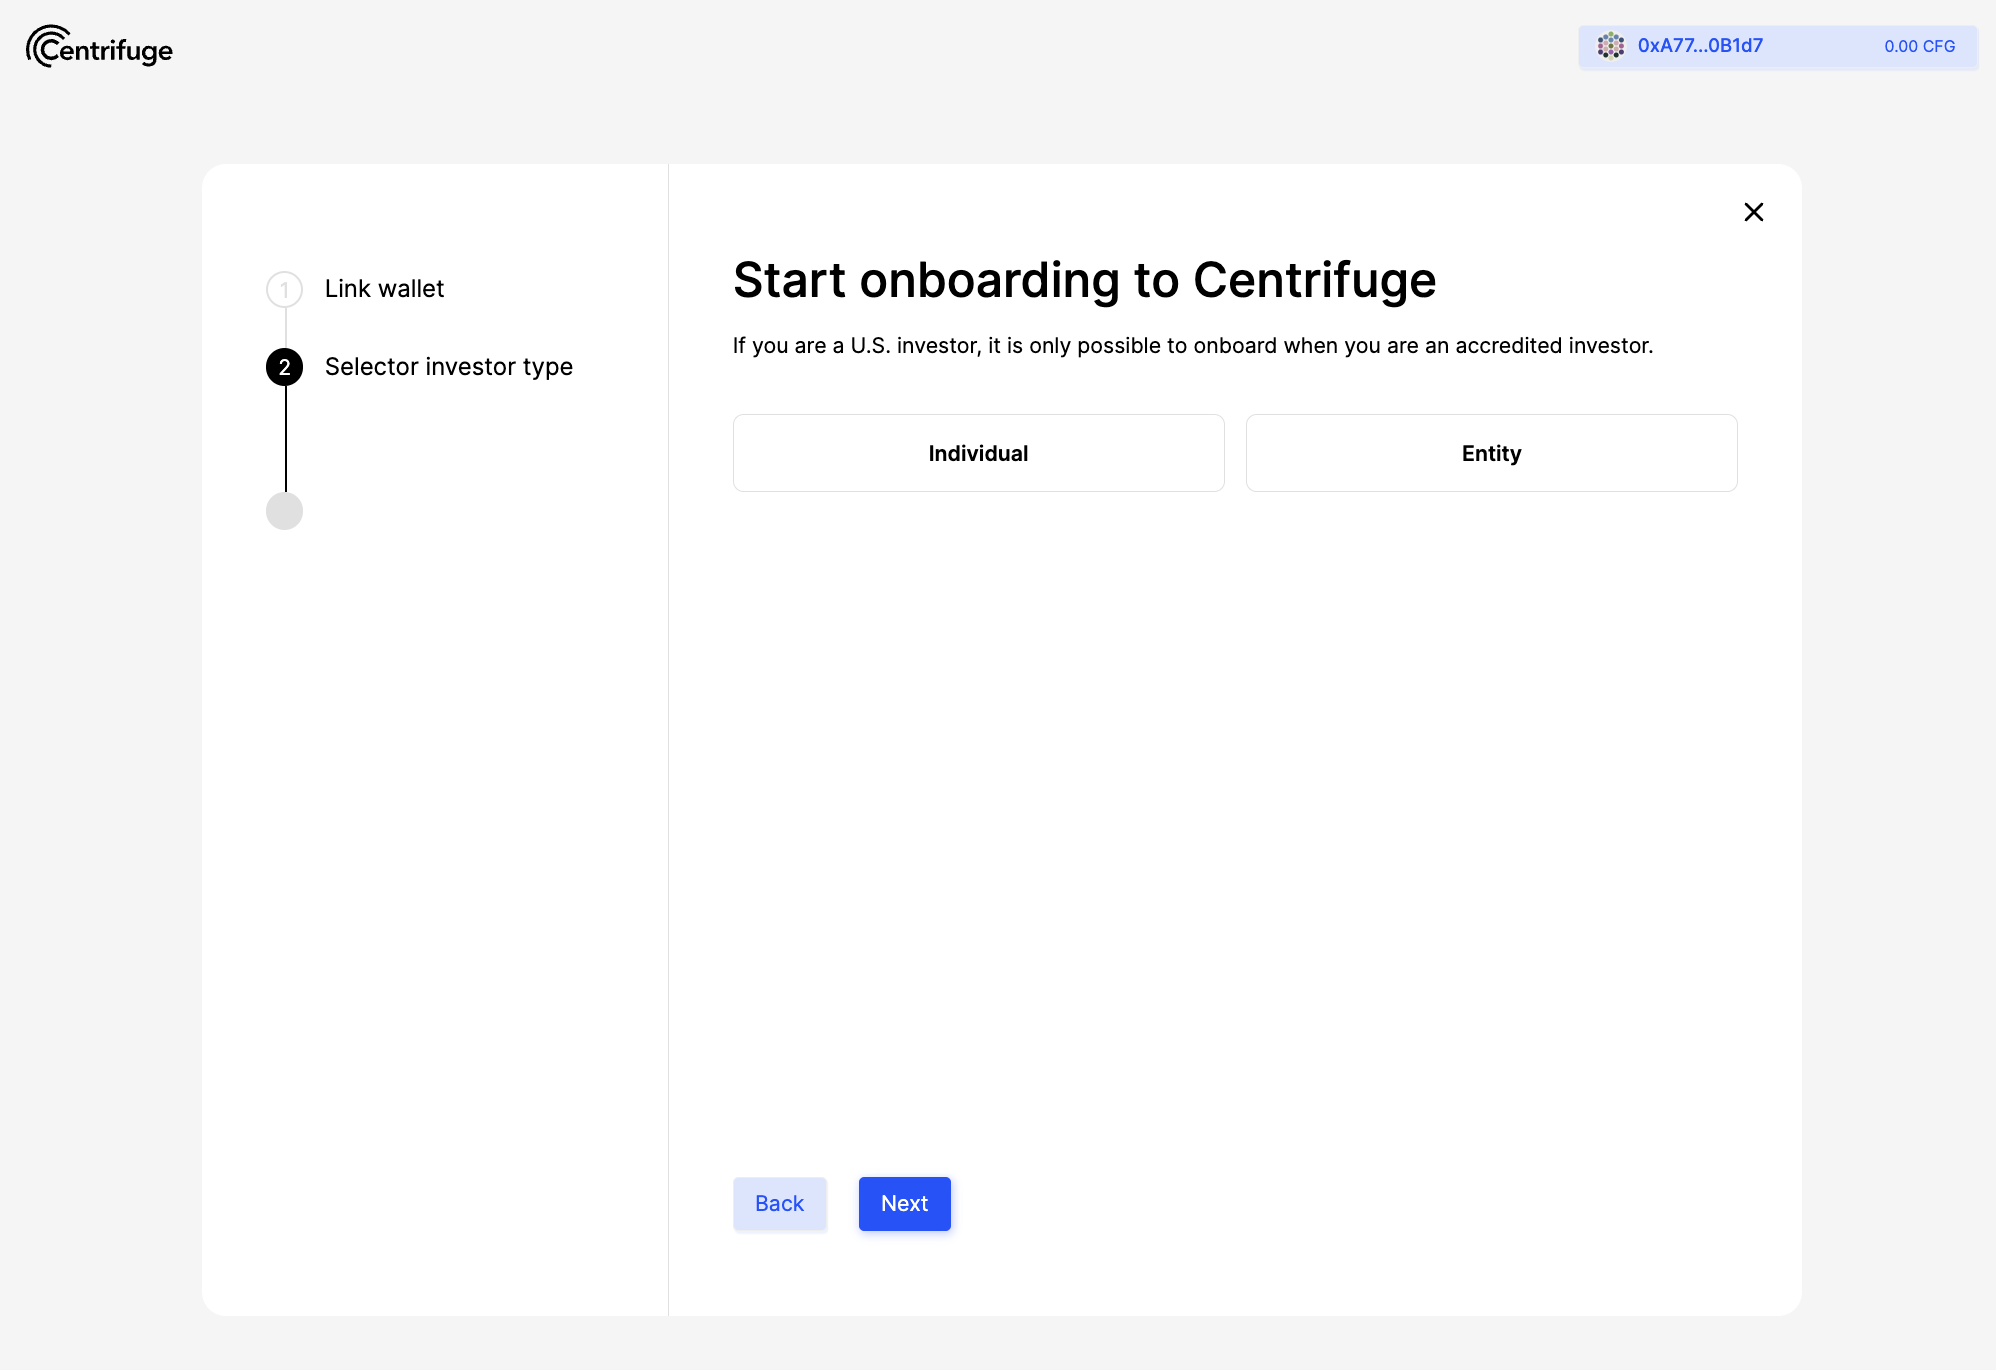 Centrifuge
0xA77...0B1d7
0.00 CFG
1
Link wallet
2
Selector investor type
Start onboarding to Centrifuge
If you are a U.S. investor, it is only possible to onboard when you are an accredited investor.
Individual
Entity
Back
Next